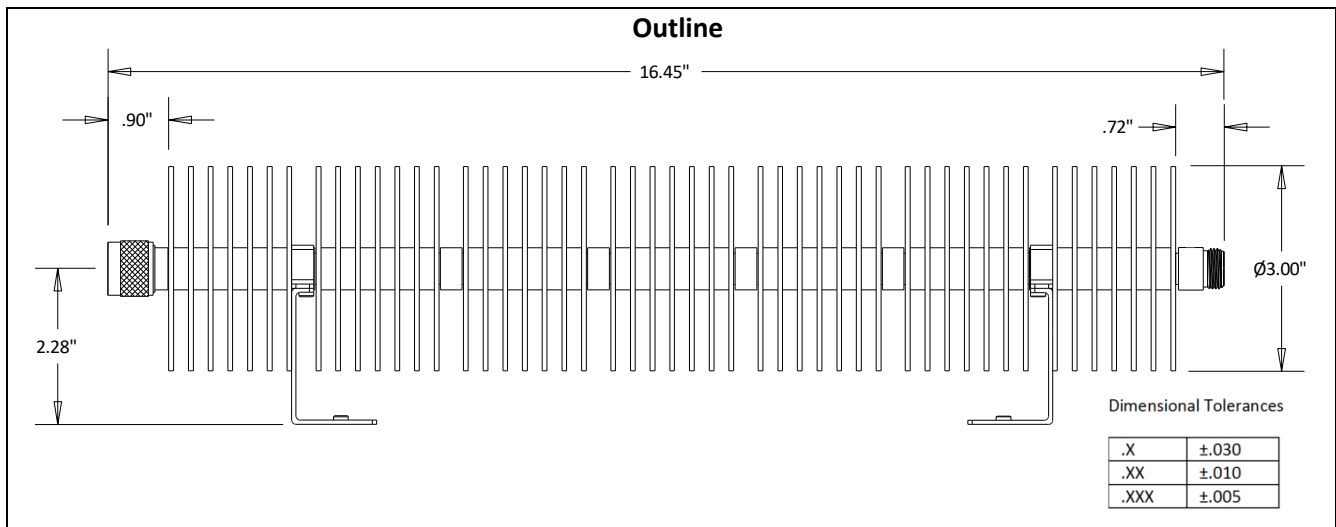 Outline
16.45"
.90"
.72"
Ø3.00"
2.28"
Dimensional Tolerances
.X ±.030
.XX ±.010
.XXX ±.005